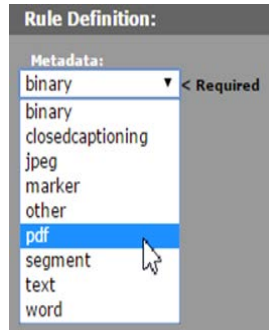 Rule Definition:
Metadata:
binary < Required
binary
closedcaptioning
jpeg
marker
other
pdf
segment
text
word